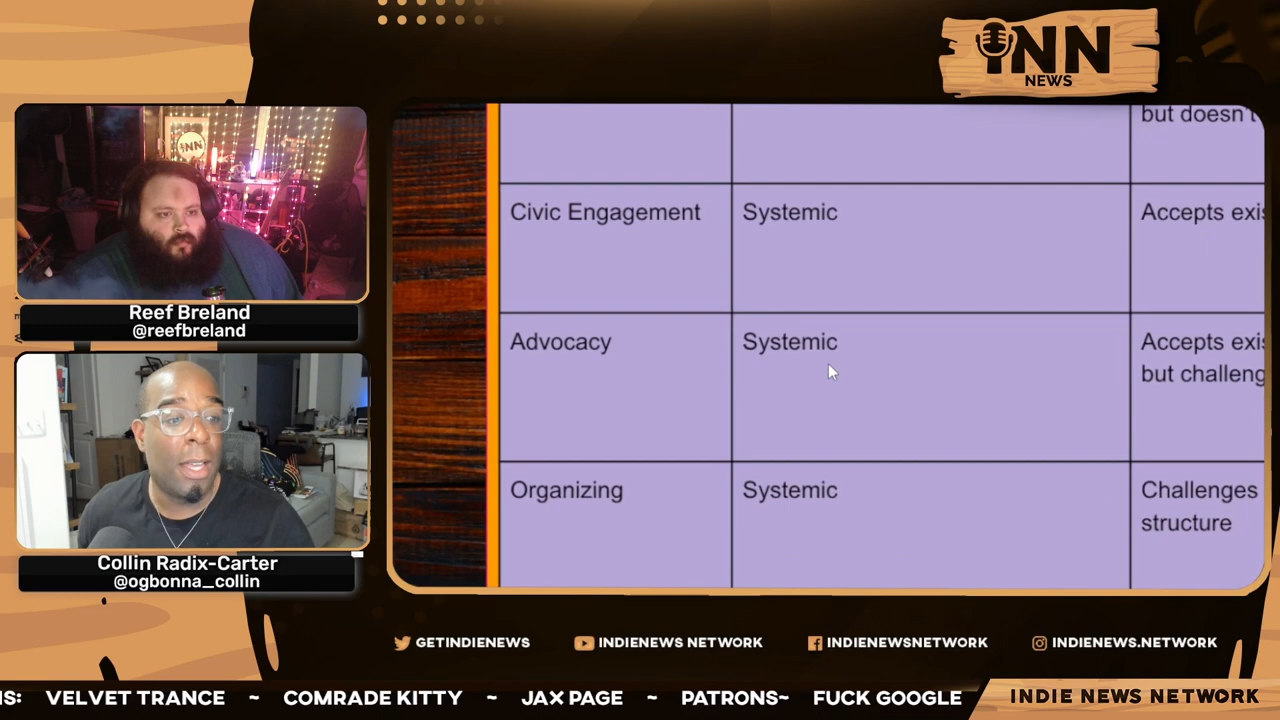 INN
NEWS
INN
Reef Breland
@reefbreland
Collin Radix-Carter
@ogbonna_collin
but doesn't
Civic Engagement
Systemic
Accepts exis
Advocacy
Systemic
Accepts exis
but challeng
Organizing
Systemic
Challenges
structure
GETINDIENEWS
INDIENEWS NETWORK
INDIENEWSNETWORK
INDIENEWS.NETWORK
NS: VELVET TRANCE ~ COMRADE KITTY ~ JAX PAGE ~ PATRONS~ FUCK GOOGLE
INDIE NEWS NETWORK